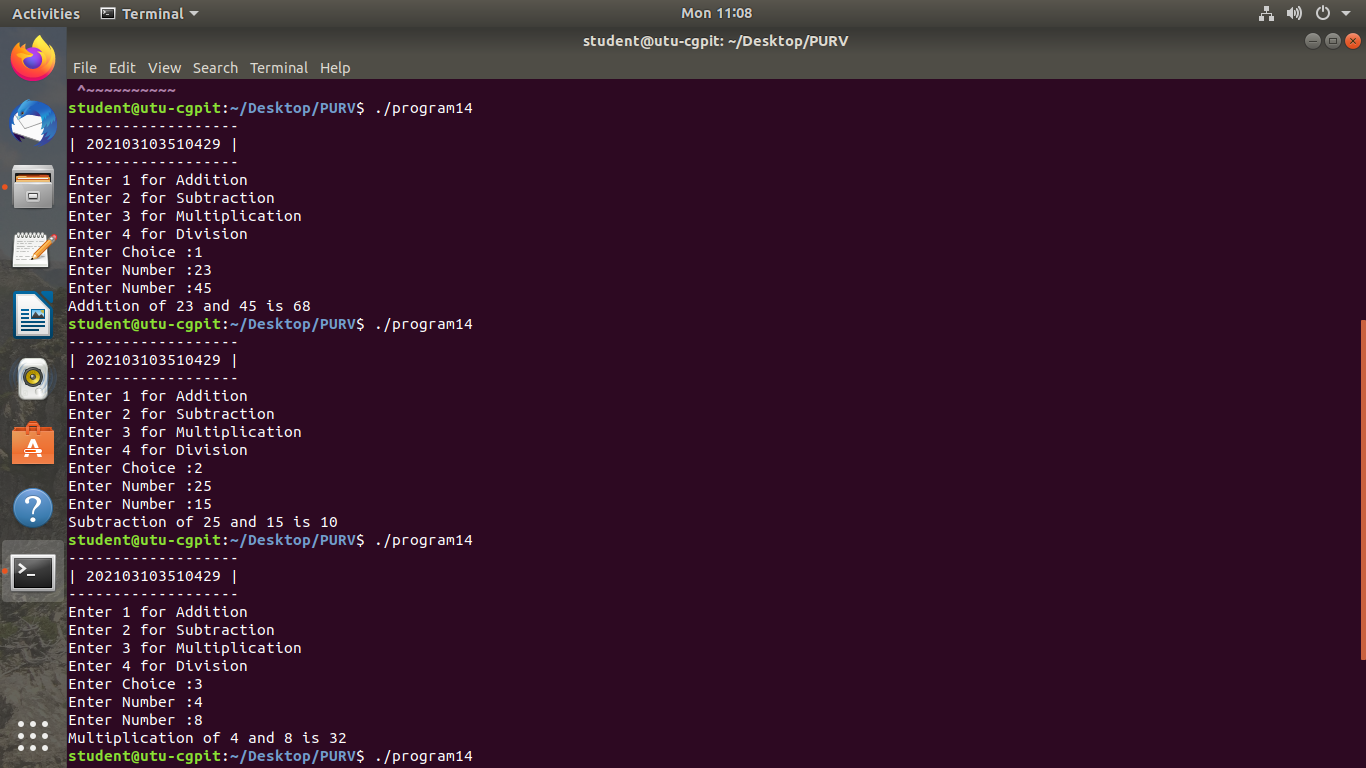 Activities Terminal Mon 11:08
student@utu-cgpit: ~/Desktop/PURV
File Edit View Search Terminal Help
^~~~~~~~~~~
student@utu-cgpit:~/Desktop/PURV$ ./program14
-------------------
| 202103103510429 |
-------------------
Enter 1 for Addition
Enter 2 for Subtraction
Enter 3 for Multiplication
Enter 4 for Division
Enter Choice :1
Enter Number :23
Enter Number :45
Addition of 23 and 45 is 68
student@utu-cgpit:~/Desktop/PURV$ ./program14
-------------------
| 202103103510429 |
-------------------
Enter 1 for Addition
Enter 2 for Subtraction
Enter 3 for Multiplication
Enter 4 for Division
Enter Choice :2
Enter Number :25
Enter Number :15
Subtraction of 25 and 15 is 10
student@utu-cgpit:~/Desktop/PURV$ ./program14
-------------------
| 202103103510429 |
-------------------
Enter 1 for Addition
Enter 2 for Subtraction
Enter 3 for Multiplication
Enter 4 for Division
Enter Choice :3
Enter Number :4
Enter Number :8
Multiplication of 4 and 8 is 32
student@utu-cgpit:~/Desktop/PURV$ ./program14